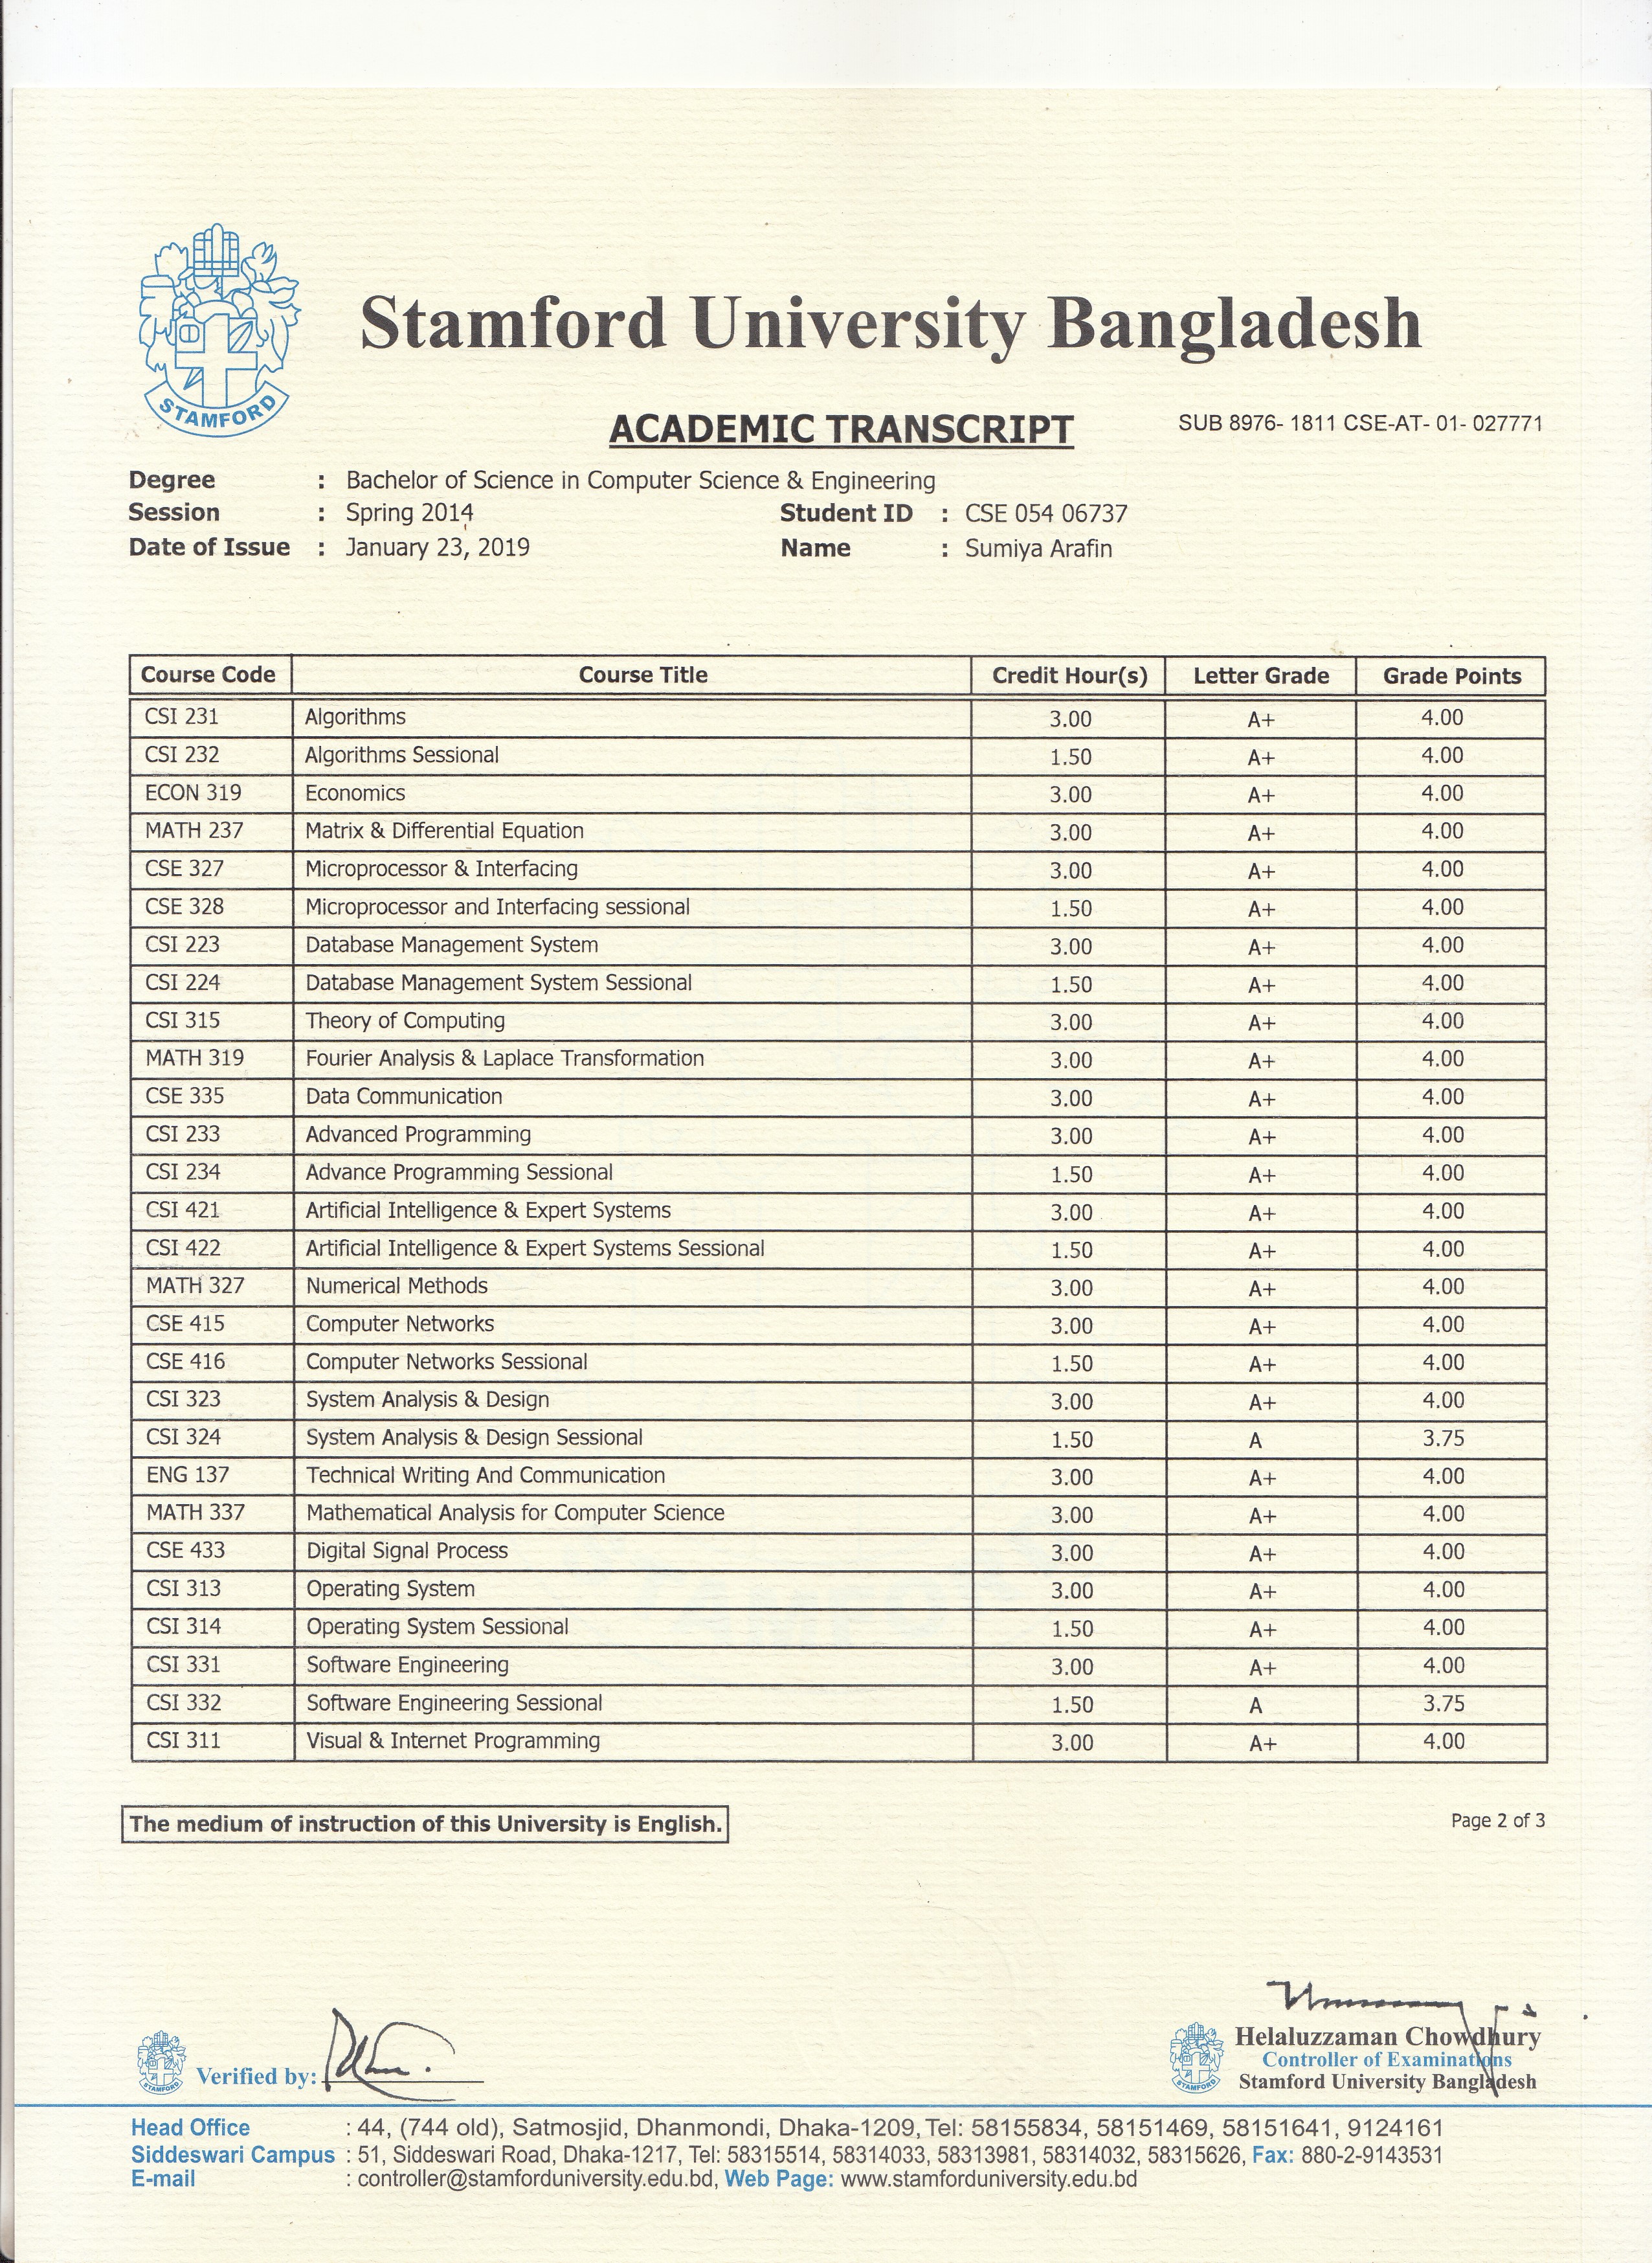 STAMFORD
Stamford University Bangladesh
ACADEMIC TRANSCRIPT
SUB 8976- 1811 CSE-AT- 01- 027771
Degree : Bachelor of Science in Computer Science & Engineering
Session : Spring 2014 Student ID : CSE 054 06737
Date of Issue : January 23, 2019 Name : Sumiya Arafin
Course Code Course Title Credit Hour(s) Letter Grade Grade Points
CSI 231 Algorithms 3.00 A+ 4.00
CSI 232 Algorithms Sessional 1.50 A+ 4.00
ECON 319 Economics 3.00 A+ 4.00
MATH 237 Matrix & Differential Equation 3.00 A+ 4.00
CSE 327 Microprocessor & Interfacing 3.00 A+ 4.00
CSE 328 Microprocessor and Interfacing sessional 1.50 A+ 4.00
CSI 223 Database Management System 3.00 A+ 4.00
CSI 224 Database Management System Sessional 1.50 A+ 4.00
CSI 315 Theory of Computing 3.00 A+ 4.00
MATH 319 Fourier Analysis & Laplace Transformation 3.00 A+ 4.00
CSE 335 Data Communication 3.00 A+ 4.00
CSI 233 Advanced Programming 3.00 A+ 4.00
CSI 234 Advance Programming Sessional 1.50 A+ 4.00
CSI 421 Artificial Intelligence & Expert Systems 3.00 A+ 4.00
CSI 422 Artificial Intelligence & Expert Systems Sessional 1.50 A+ 4.00
MATH 327 Numerical Methods 3.00 A+ 4.00
CSE 415 Computer Networks 3.00 A+ 4.00
CSE 416 Computer Networks Sessional 1.50 A+ 4.00
CSI 323 System Analysis & Design 3.00 A+ 4.00
CSI 324 System Analysis & Design Sessional 1.50 A 3.75
ENG 137 Technical Writing And Communication 3.00 A+ 4.00
MATH 337 Mathematical Analysis for Computer Science 3.00 A+ 4.00
CSE 433 Digital Signal Process 3.00 A+ 4.00
CSI 313 Operating System 3.00 A+ 4.00
CSI 314 Operating System Sessional 1.50 A+ 4.00
CSI 331 Software Engineering 3.00 A+ 4.00
CSI 332 Software Engineering Sessional 1.50 A 3.75
CSI 311 Visual & Internet Programming 3.00 A+ 4.00
The medium of instruction of this University is English.
Page 2 of 3
STAMFORD
Verified by:
STAMFORD
Helaluzzaman Chowdhury
Controller of Examinations
Stamford University Bangladesh
Head Office : 44, (744 old), Satmosjid, Dhanmondi, Dhaka-1209, Tel: 58155834, 58151469, 58151641, 9124161
Siddeswari Campus : 51, Siddeswari Road, Dhaka-1217, Tel: 58315514, 58314033, 58313981, 58314032, 58315626, Fax: 880-2-9143531
E-mail : controller@stamforduniversity.edu.bd, Web Page: www.stamforduniversity.edu.bd